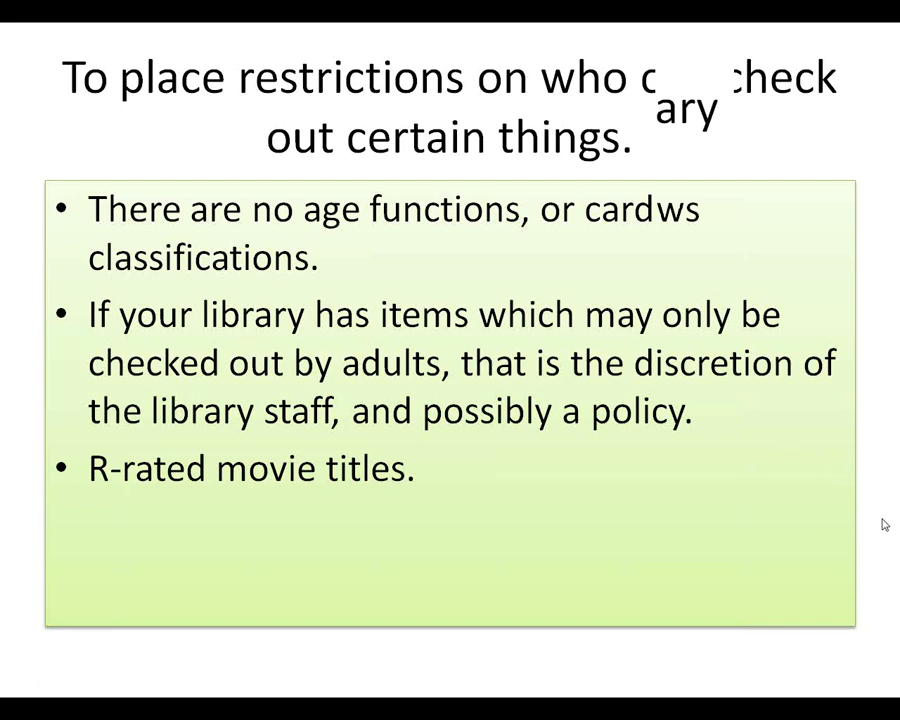 To place restrictions on who c ary check
out certain things.
• There are no age functions, or cardws
classifications.
• If your library has items which may only be
checked out by adults, that is the discretion of
the library staff, and possibly a policy.
• R-rated movie titles.